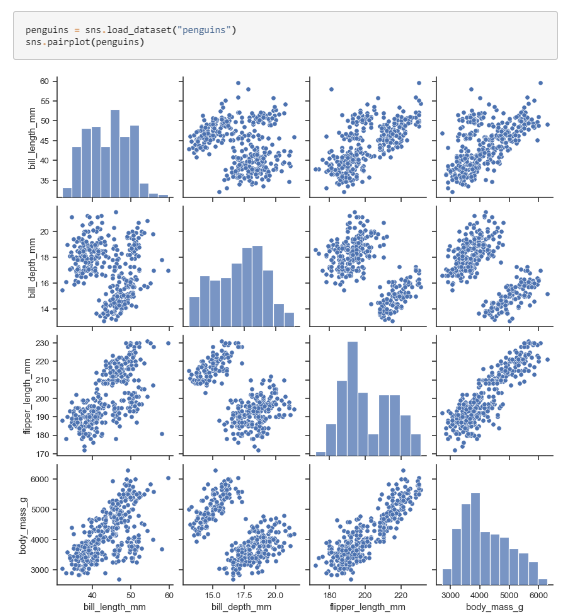 penguins = sns.load_dataset("penguins")
sns.pairplot(penguins)
60
55
50
45
40
35
bill_length_mm
20
18
16
14
bill_depth_mm
230
220
210
200
190
180
170
flipper_length_mm
6000
5000
4000
3000
body_mass_g
40 50 60
15.0 17.5 20.0
180 200 220
3000 4000 5000 6000
bill_length_mm
bill_depth_mm
flipper_length_mm
body_mass_g